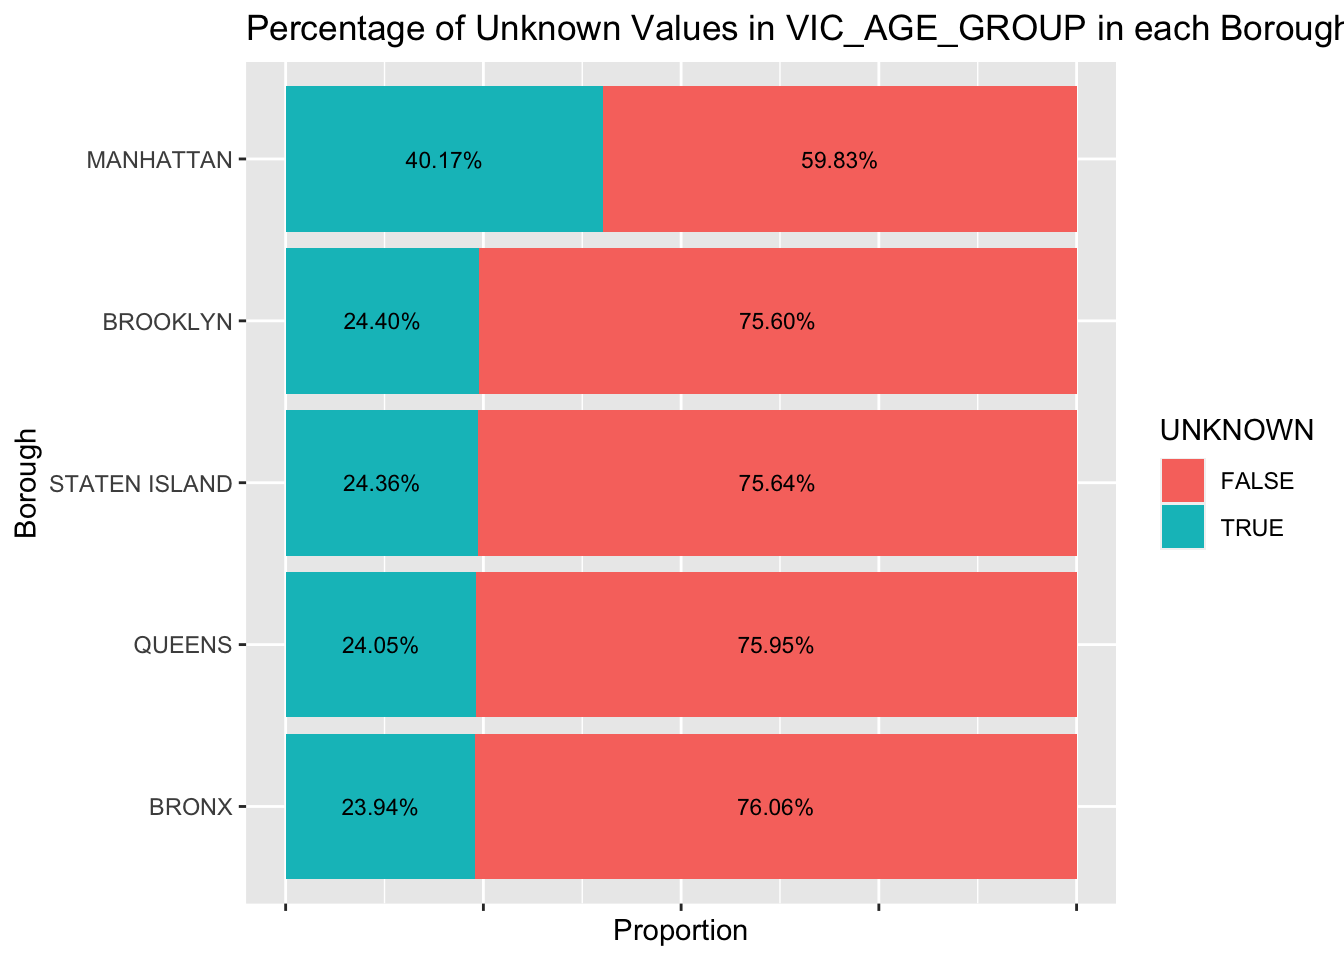 Percentage of Unknown Values in VIC_AGE_GROUP in each Borough
MANHATTAN 40.17% 59.83%
BROOKLYN 24.40% 75.60%
STATEN ISLAND 24.36% 75.64%
QUEENS 24.05% 75.95%
BRONX 23.94% 76.06%
Borough
Proportion
UNKNOWN
FALSE
TRUE